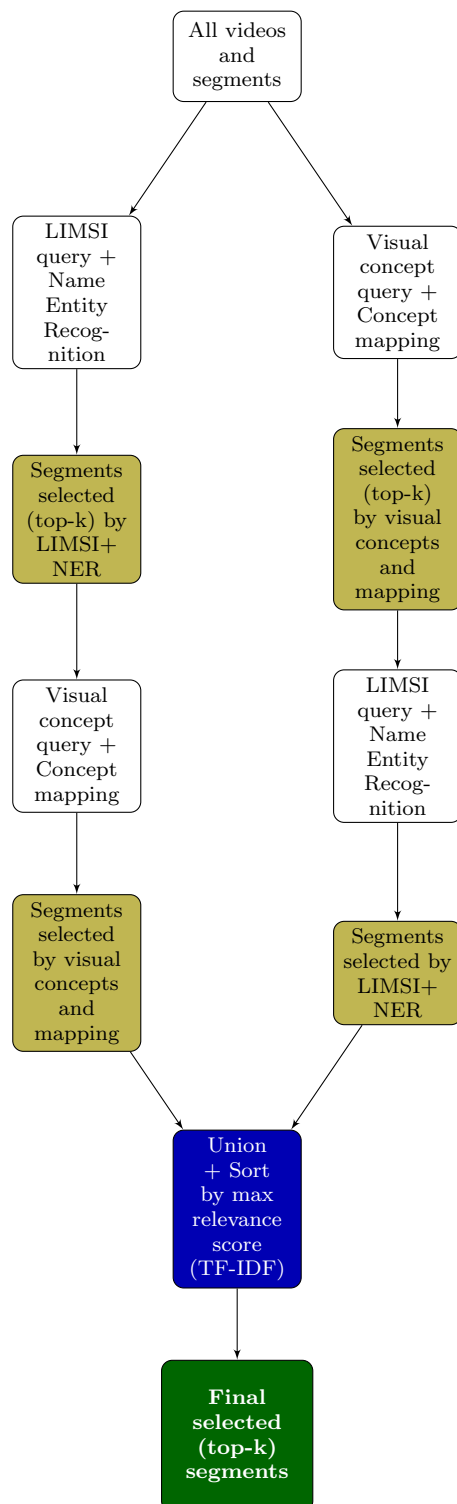 All videos
and
segments
LIMSI
query +
Name
Entity
Recog-
nition
Visual
concept
query +
Concept
mapping
Segments
selected
(top-k) by
LIMSI+
NER
Segments
selected
(top-k)
by visual
concepts
and
mapping
Visual
concept
query +
Concept
mapping
LIMSI
query +
Name
Entity
Recog-
nition
Segments
selected
by visual
concepts
and
mapping
Segments
selected by
LIMSI+
NER
Union
+ Sort
by max
relevance
score
(TF-IDF)
Final
selected
(top-k)
segments